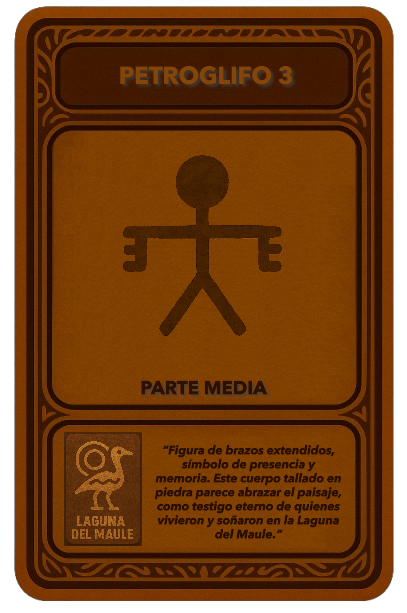 PETROGLIFO 3
PARTE MEDIA
LAGUNA
DEL MAULE
"Figura de brazos extendidos,
símbolo de presencia y
memoria. Este cuerpo tallado en
piedra parece abrazar el paisaje,
como testigo eterno de quienes
vivieron y soñaron en la Laguna
del Maule."